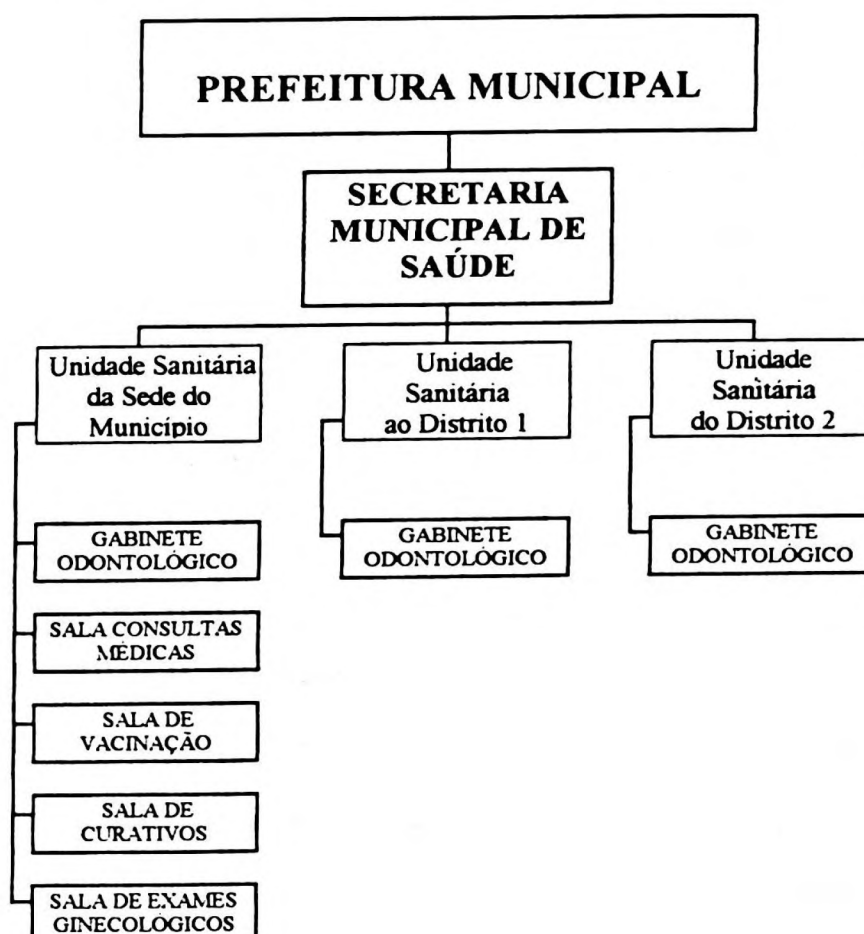 PREFEITURA MUNICIPAL
SECRETARIA
MUNICIPAL DE
SAÚDE
Unidade Sanitária
da Sede do
Município
Unidade
Sanitária
ao Distrito 1
Unidade
Sanitária
do Distrito 2
GABINETE
ODONTOLÓGICO
GABINETE
ODONTOLÓGICO
GABINETE
ODONTOLÓGICO
SALA CONSULTAS
MÉDICAS
SALA DE
VACINAÇÃO
SALA DE
CURATIVOS
SALA DE EXAMES
GINECOLÓGICOS